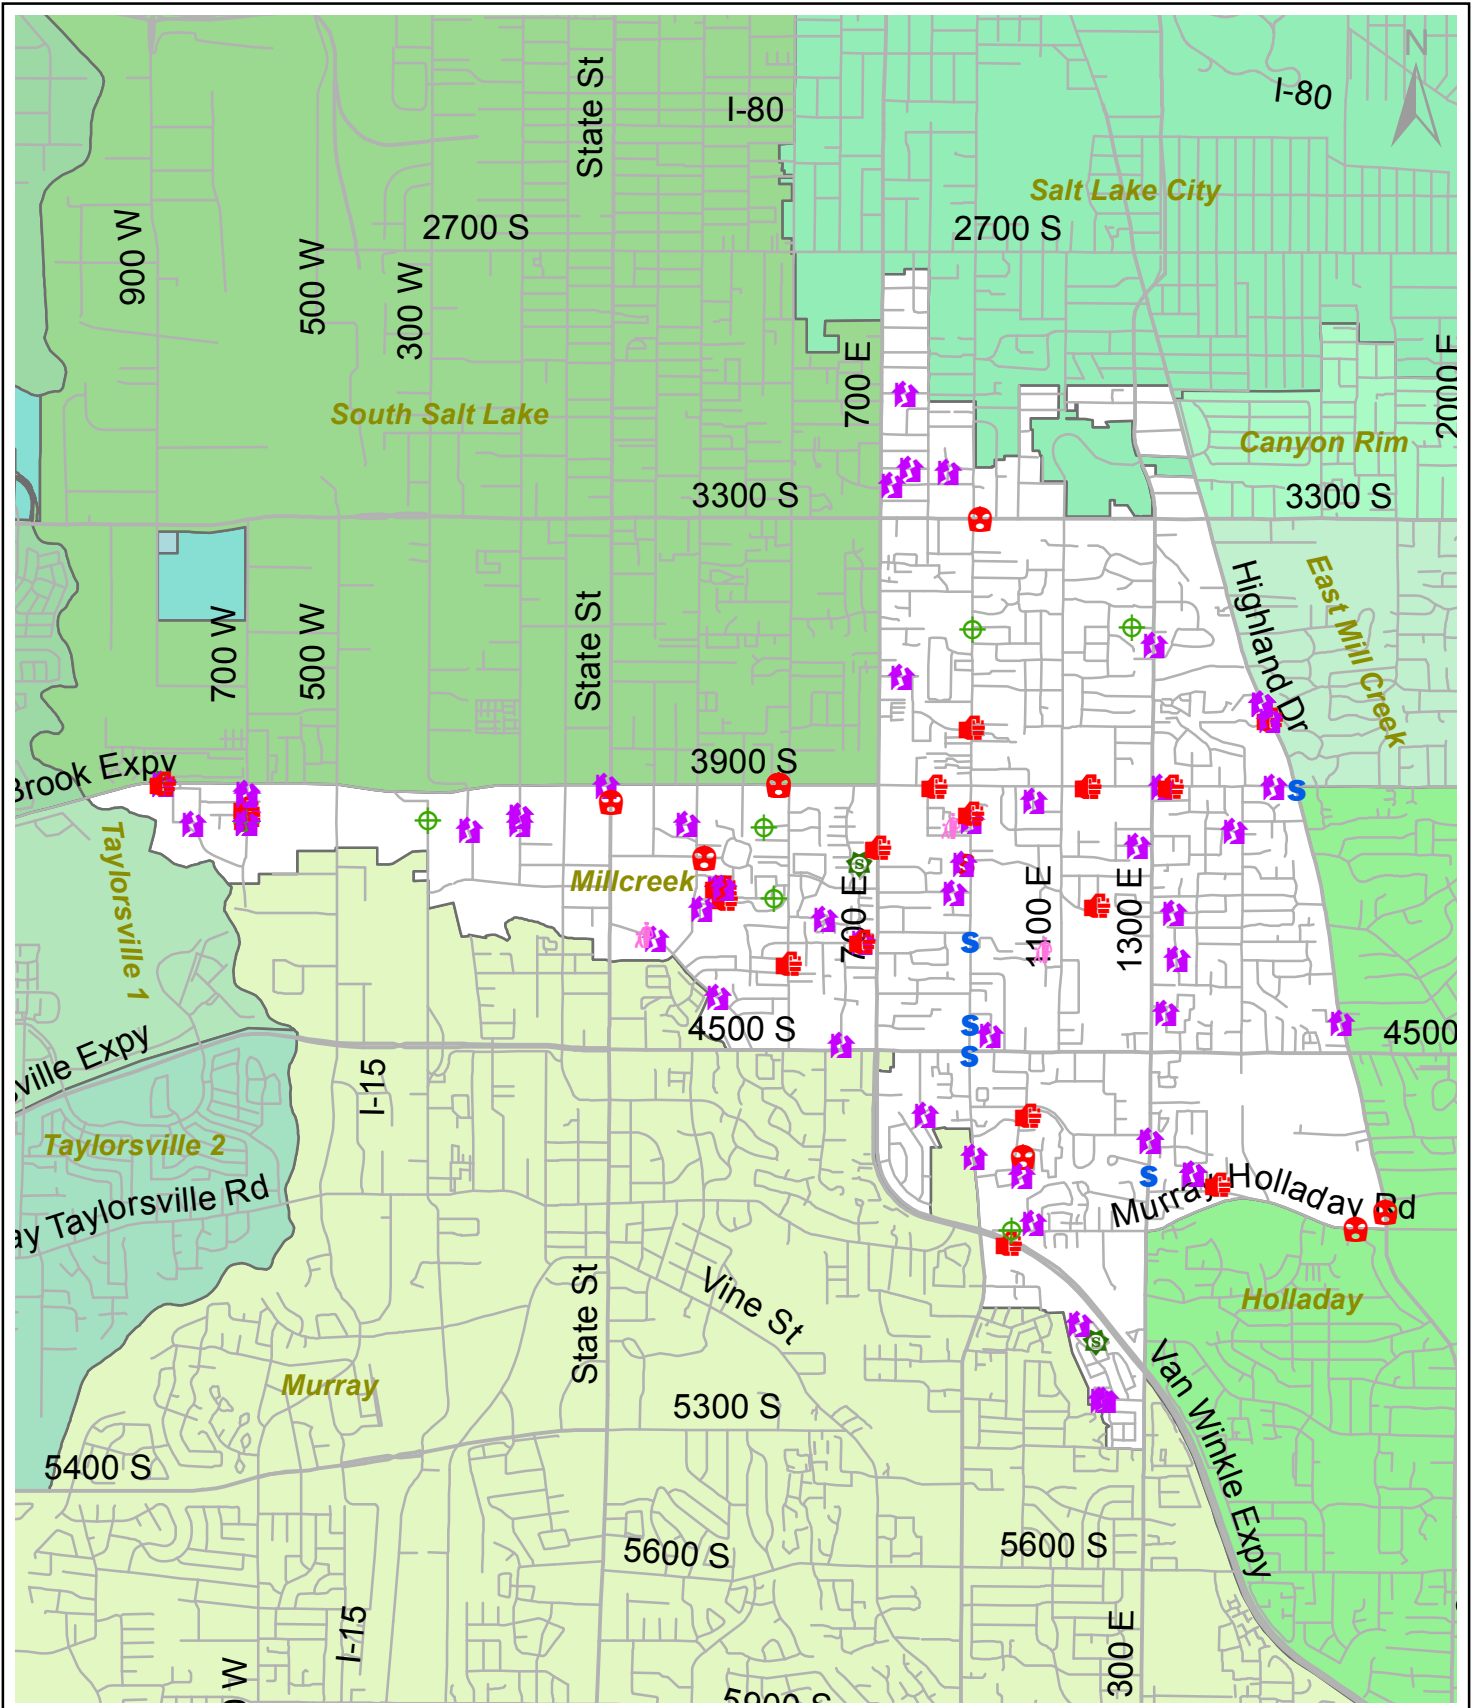 N
I-80
I-80
State St
Salt Lake City
2700 S
2700 S
900 W
500 W
300 W
700 E
2000 E
South Salt Lake
Canyon Rim
3300 S
3300 S
Highland Dr
East Mill Creek
700 W
500 W
State St
3900 S
Brook Expy
Taylorsville 1
Millcreek
700 E
1100 E
1300 E
4500 S
4500
sville Expy
I-15
Taylorsville 2
ay Taylorsville Rd
Murray Holladay Rd
Vine St
State St
Holladay
Murray
Van Winkle Expy
5300 S
5400 S
5600 S
5600 S
I-15
300 E
0 W
5900 S
S
S
S
S
S
S
S